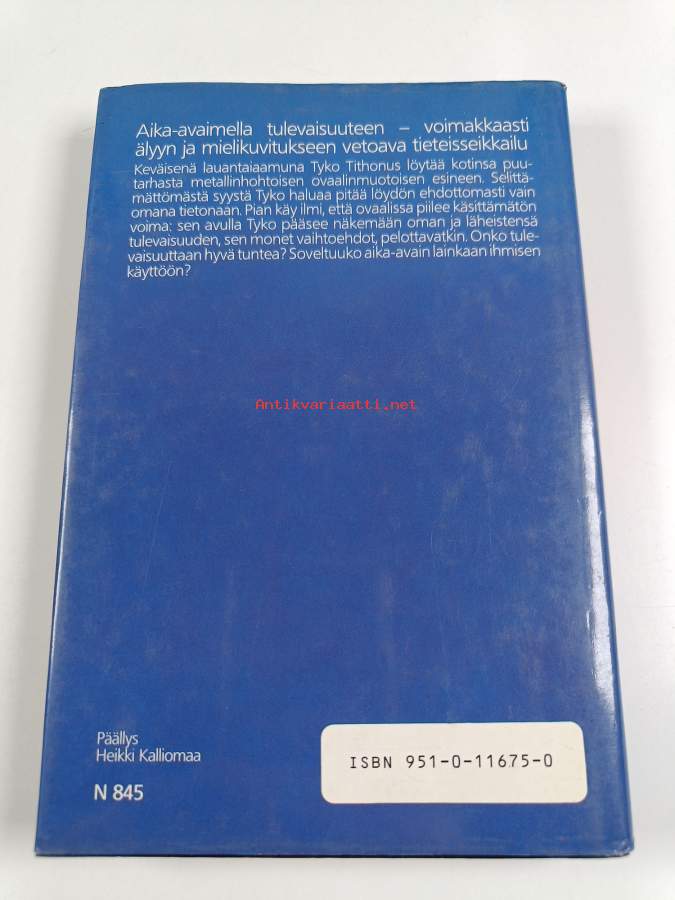 Aika-avaimella tulevaisuuteen – voimakkaasti
älyyn ja mielikuvitukseen vetoava tieteisseikkailu
Keväisenä lauantaiaamuna Tyko Tithonus löytää kotinsa puu-
tarhasta metallinhohtoisen ovaalinmuotoisen esineen. Selittä-
mättömästä syystä Tyko haluaa pitää löydön ehdottomasti vain
omana tietonaan. Pian käy ilmi, että ovaalissa piilee käsittämätön
voima: sen avulla Tyko pääsee näkemään oman ja läheistensä
tulevaisuuden, sen monet vaihtoehdot, pelottavatkin. Onko tule-
vaisuuttaan hyvä tuntea? Soveltuuko aika-avain lainkaan ihmisen
käyttöön?
Antikvariaatti.net
Päällys
Heikki Kalliomaa
N 845
ISBN 951-0-11675-0